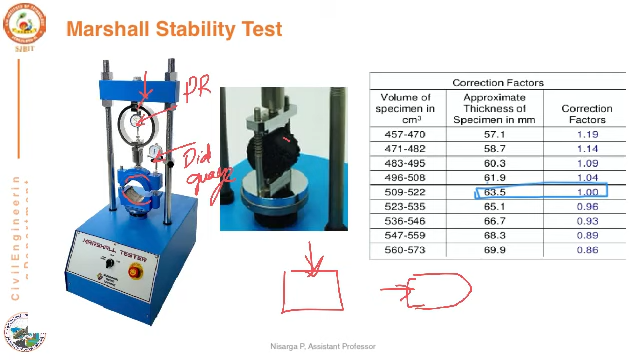 Marshall Stability Test
SJBIT
Civil Engineerin
PR
Dial
guage
MARSHALL TESTER
Correction Factors
Volume of specimen in cm³ Approximate Thickness of Specimen in mm Correction Factors
457-470 57.1 1.19
471-482 58.7 1.14
483-495 60.3 1.09
496-508 61.9 1.04
509-522 63.5 1.00
523-535 65.1 0.96
536-546 66.7 0.93
547-559 68.3 0.89
560-573 69.9 0.86
Nisarga P, Assistant Professor